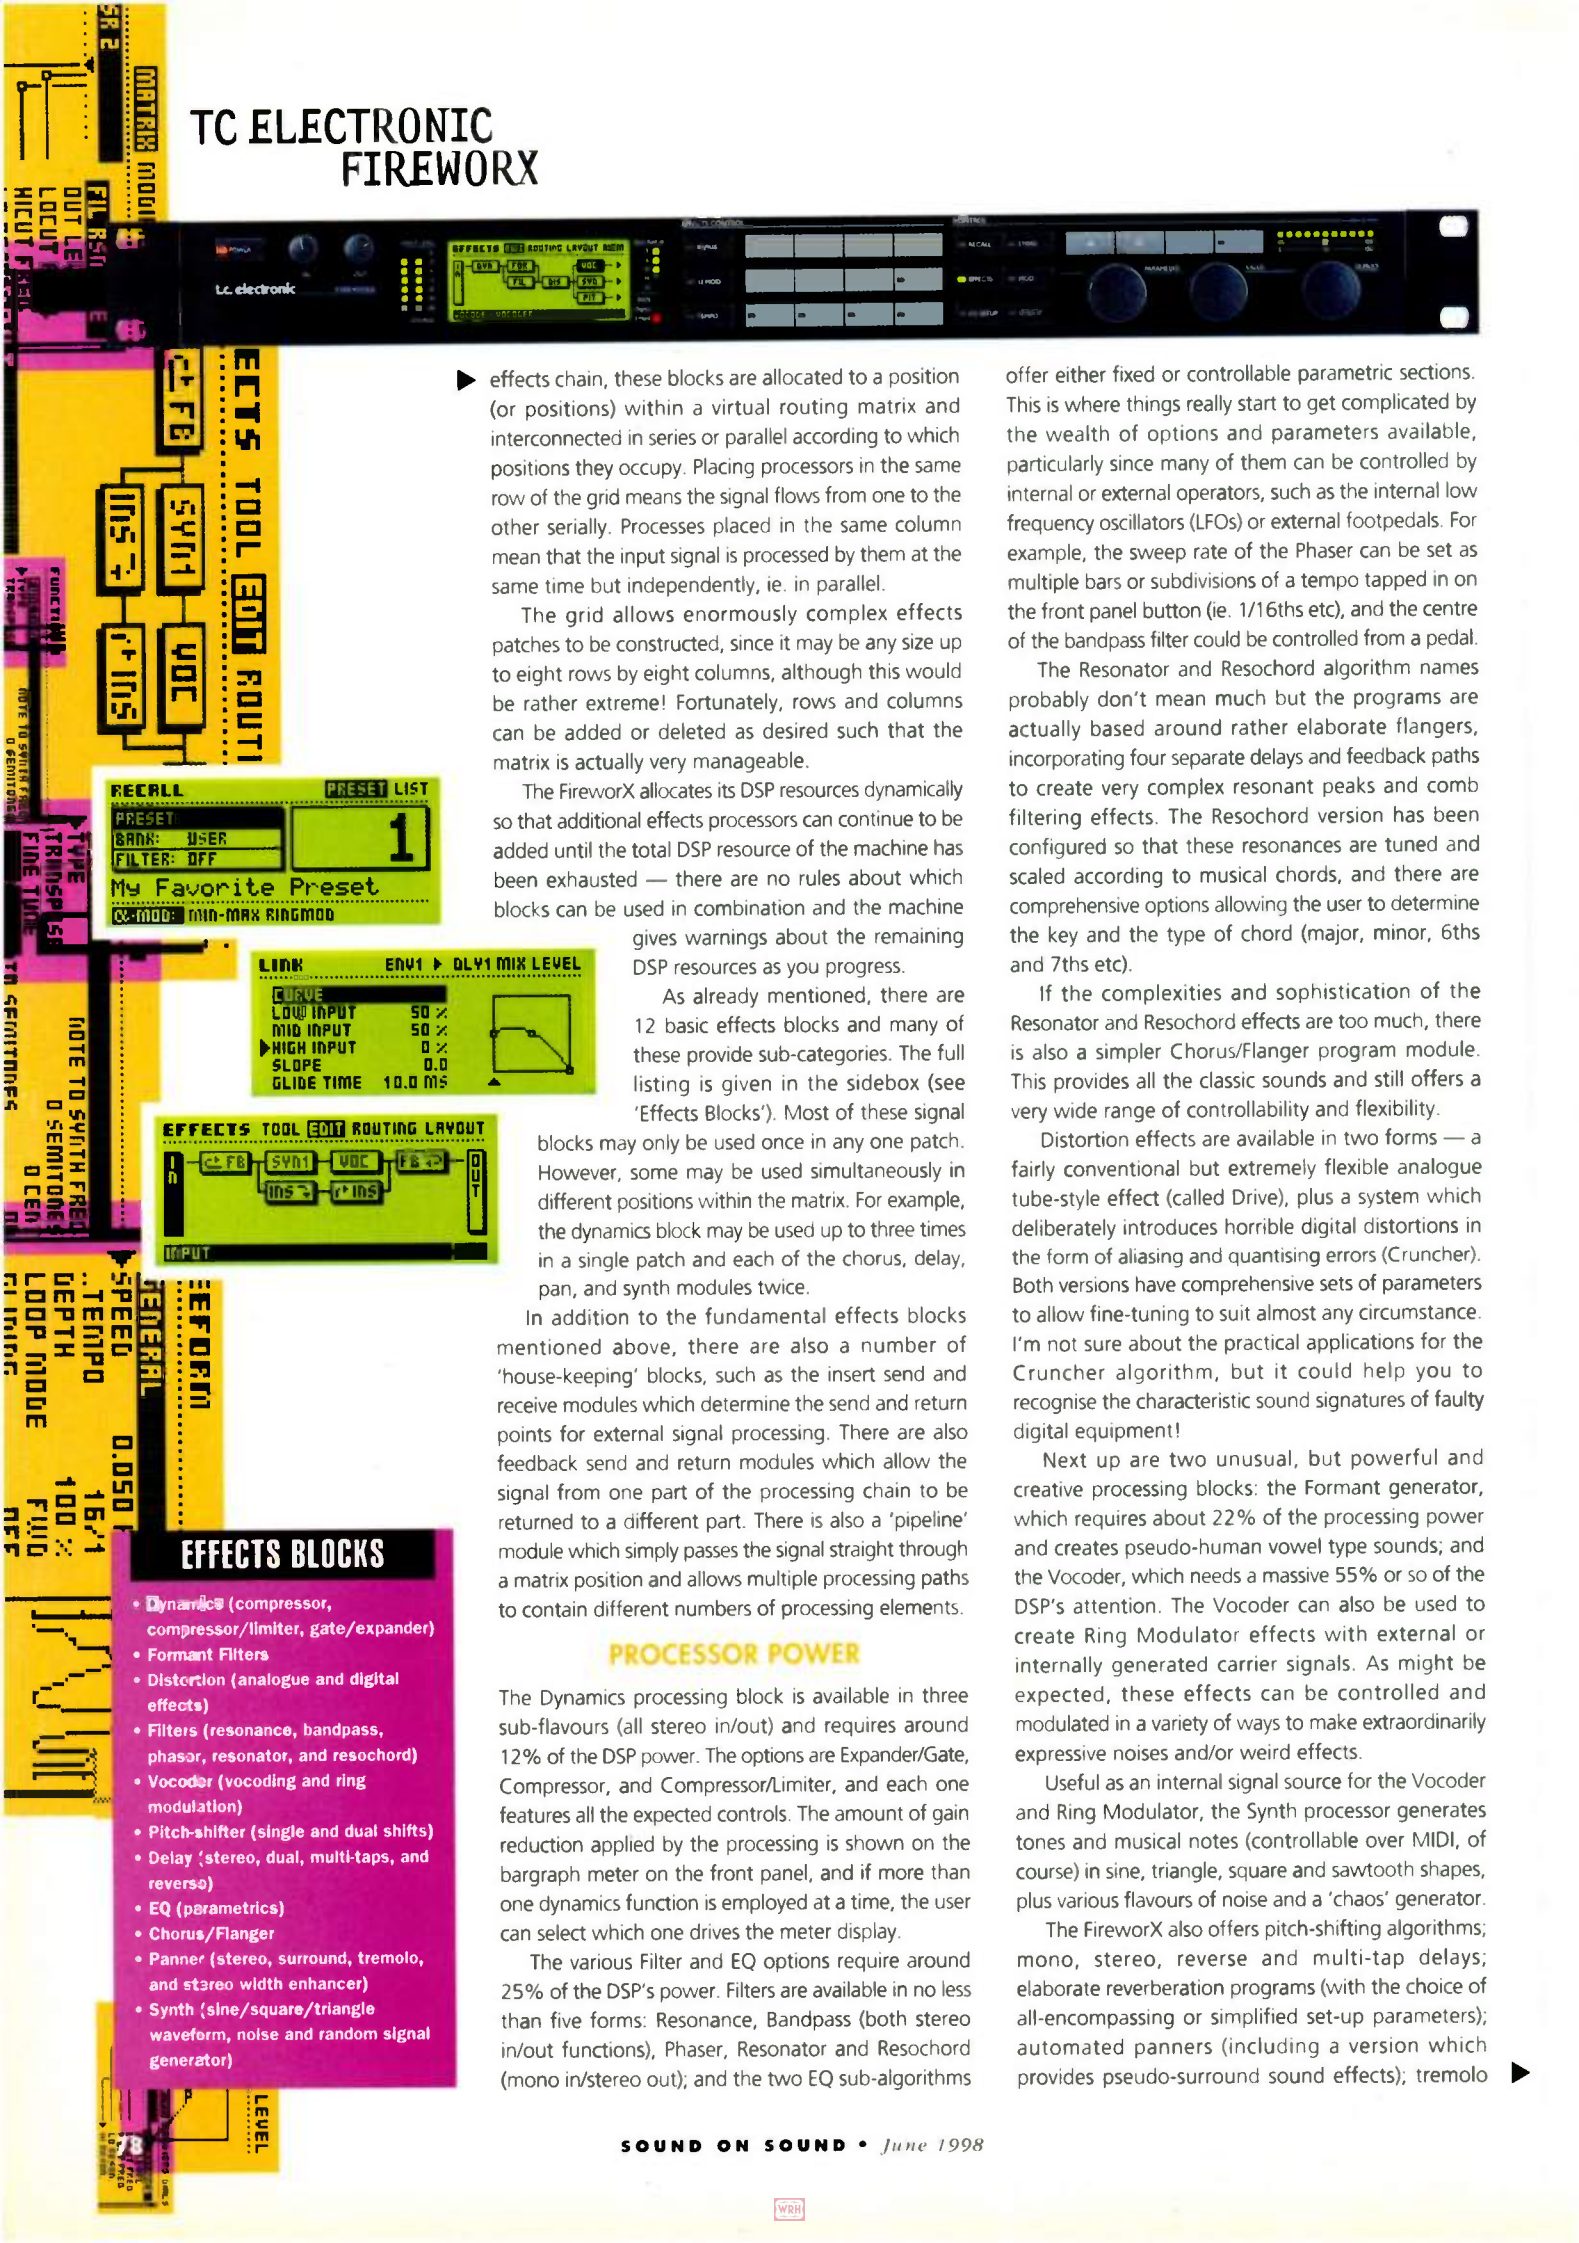 TC ELECTRONIC
FIREWORX
t.c. electronic
EFFECTS EDIT ROUTING LAYOUT
effects chain, these blocks are allocated to a position
(or positions) within a virtual routing matrix and
interconnected in series or parallel according to which
positions they occupy. Placing processors in the same
row of the grid means the signal flows from one to the
other serially. Processes placed in the same column
mean that the input signal is processed by them at the
same time but independently, ie. in parallel.
The grid allows enormously complex effects
patches to be constructed, since it may be any size up
to eight rows by eight columns, although this would
be rather extreme! Fortunately, rows and columns
can be added or deleted as desired such that the
matrix is actually very manageable.
The FireworX allocates its DSP resources dynamically
so that additional effects processors can continue to be
added until the total DSP resource of the machine has
been exhausted — there are no rules about which
blocks can be used in combination and the machine
gives warnings about the remaining
DSP resources as you progress.
As already mentioned, there are
12 basic effects blocks and many of
these provide sub-categories. The full
listing is given in the sidebox (see
'Effects Blocks'). Most of these signal
blocks may only be used once in any one patch.
However, some may be used simultaneously in
different positions within the matrix. For example,
the dynamics block may be used up to three times
in a single patch and each of the chorus, delay,
pan, and synth modules twice.
In addition to the fundamental effects blocks
mentioned above, there are also a number of
'house-keeping' blocks, such as the insert send and
receive modules which determine the send and return
points for external signal processing. There are also
feedback send and return modules which allow the
signal from one part of the processing chain to be
returned to a different part. There is also a 'pipeline'
module which simply passes the signal straight through
a matrix position and allows multiple processing paths
to contain different numbers of processing elements.
PROCESSOR POWER
The Dynamics processing block is available in three
sub-flavours (all stereo in/out) and requires around
12% of the DSP power. The options are Expander/Gate,
Compressor, and Compressor/Limiter, and each one
features all the expected controls. The amount of gain
reduction applied by the processing is shown on the
bargraph meter on the front panel, and if more than
one dynamics function is employed at a time, the user
can select which one drives the meter display.
The various Filter and EQ options require around
25% of the DSP's power. Filters are available in no less
than five forms: Resonance, Bandpass (both stereo
in/out functions), Phaser, Resonator and Resochord
(mono in/stereo out); and the two EQ sub-algorithms
offer either fixed or controllable parametric sections.
This is where things really start to get complicated by
the wealth of options and parameters available,
particularly since many of them can be controlled by
internal or external operators, such as the internal low
frequency oscillators (LFOs) or external footpedals. For
example, the sweep rate of the Phaser can be set as
multiple bars or subdivisions of a tempo tapped in on
the front panel button (ie. 1/16ths etc), and the centre
of the bandpass filter could be controlled from a pedal.
The Resonator and Resochord algorithm names
probably don't mean much but the programs are
actually based around rather elaborate flangers,
incorporating four separate delays and feedback paths
to create very complex resonant peaks and comb
filtering effects. The Resochord version has been
configured so that these resonances are tuned and
scaled according to musical chords, and there are
comprehensive options allowing the user to determine
the key and the type of chord (major, minor, 6ths
and 7ths etc).
If the complexities and sophistication of the
Resonator and Resochord effects are too much, there
is also a simpler Chorus/Flanger program module.
This provides all the classic sounds and still offers a
very wide range of controllability and flexibility.
Distortion effects are available in two forms — a
fairly conventional but extremely flexible analogue
tube-style effect (called Drive), plus a system which
deliberately introduces horrible digital distortions in
the form of aliasing and quantising errors (Cruncher).
Both versions have comprehensive sets of parameters
to allow fine-tuning to suit almost any circumstance.
I'm not sure about the practical applications for the
Cruncher algorithm, but it could help you to
recognise the characteristic sound signatures of faulty
digital equipment!
Next up are two unusual, but powerful and
creative processing blocks: the Formant generator,
which requires about 22% of the processing power
and creates pseudo-human vowel type sounds; and
the Vocoder, which needs a massive 55% or so of the
DSP's attention. The Vocoder can also be used to
create Ring Modulator effects with external or
internally generated carrier signals. As might be
expected, these effects can be controlled and
modulated in a variety of ways to make extraordinarily
expressive noises and/or weird effects.
Useful as an internal signal source for the Vocoder
and Ring Modulator, the Synth processor generates
tones and musical notes (controllable over MIDI, of
course) in sine, triangle, square and sawtooth shapes,
plus various flavours of noise and a 'chaos' generator.
The FireworX also offers pitch-shifting algorithms;
mono, stereo, reverse and multi-tap delays;
elaborate reverberation programs (with the choice of
all-encompassing or simplified set-up parameters);
automated panners (including a version which
provides pseudo-surround sound effects); tremolo
RECALL PRESET LIST
PRESET:
BANK: USER
FILTER: OFF
1
My Favorite Preset
α-MOD: MIN-MAX RINGMOD
LINK ENV1 ▶ DLY1 MIX LEVEL
CURVE
LOW INPUT 50 %
MID INPUT 50 %
HIGH INPUT 0 %
SLOPE 0.0
GLIDE TIME 10.0 MS
EFFECTS TOOL EDIT ROUTING LAYOUT
In FB SYN1 VOC FB OUT
INS INS
INPUT
EFFECTS BLOCKS
• Dynamics (compressor,
compressor/limiter, gate/expander)
• Formant Filters
• Distortion (analogue and digital
effects)
• Filters (resonance, bandpass,
phasor, resonator, and resochord)
• Vocoder (vocoding and ring
modulation)
• Pitch-shifter (single and dual shifts)
• Delay (stereo, dual, multi-taps, and
reverse)
• EQ (parametrics)
• Chorus/Flanger
• Panner (stereo, surround, tremolo,
and stereo width enhancer)
• Synth (sine/square/triangle
waveform, noise and random signal
generator)
78
SOUND ON SOUND • June 1998
WRH